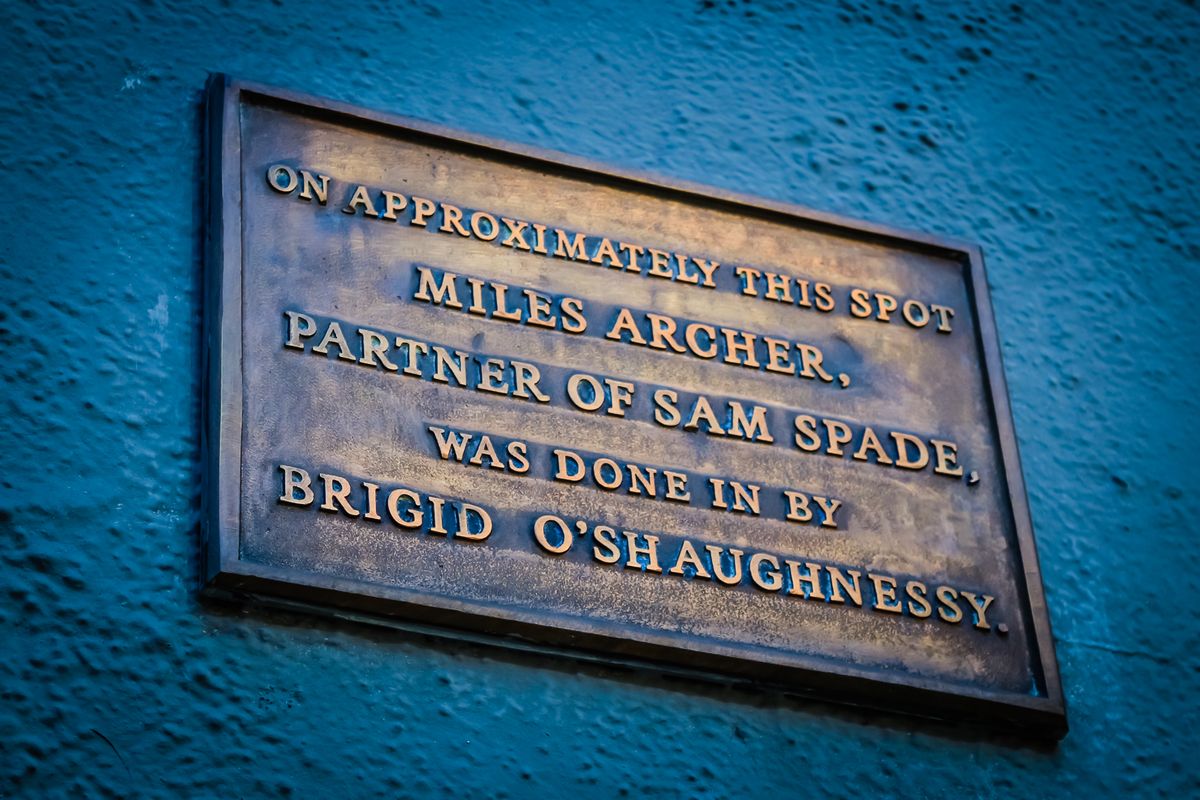 ON APPROXIMATELY THIS SPOT
MILES ARCHER,
PARTNER OF SAM SPADE,
WAS DONE IN BY
BRIGID O'SHAUGHNESSY.